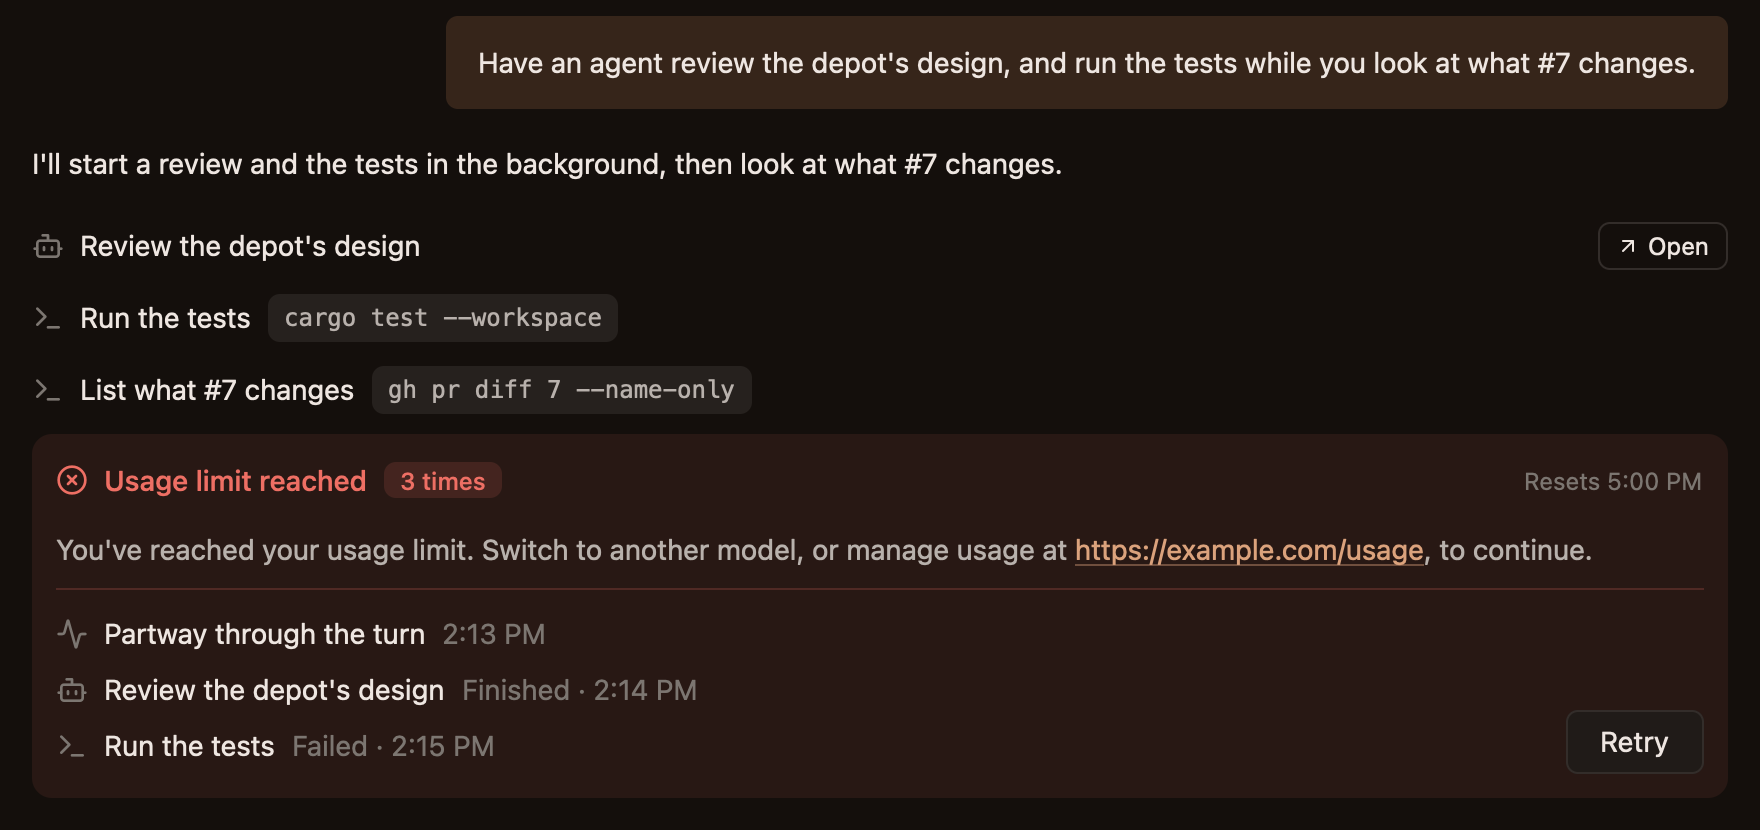 Have an agent review the depot's design, and run the tests while you look at what #7 changes.
I'll start a review and the tests in the background, then look at what #7 changes.
Review the depot's design
Open
Run the tests cargo test --workspace
List what #7 changes gh pr diff 7 --name-only
Usage limit reached 3 times Resets 5:00 PM
You've reached your usage limit. Switch to another model, or manage usage at https://example.com/usage, to continue.
Partway through the turn 2:13 PM
Review the depot's design Finished · 2:14 PM
Run the tests Failed · 2:15 PM
Retry